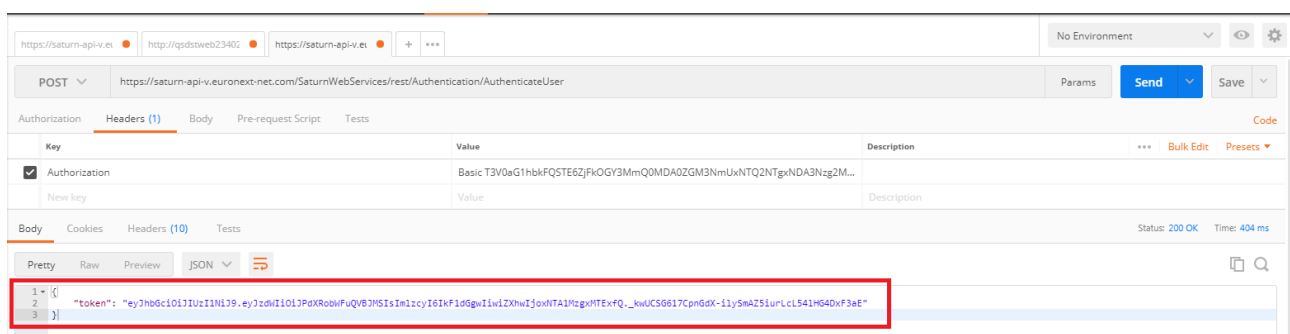 https://saturn-api-v.eu
http://qsdstweb23402
https://saturn-api-v.eu
+
•••
No Environment
POST
https://saturn-api-v.euronext-net.com/SaturnWebServices/rest/Authentication/AuthenticateUser
Params
Send
Save
Authorization
Headers (1)
Body
Pre-request Script
Tests
Code
Key
Value
Description
•••
Bulk Edit
Presets
Authorization
Basic T3V0aG1hbkFQSTE6ZjFkOGY3MmQ0MDA0ZGM3NmUxNTQ2NTgxNDA3Nzg2M...
New key
Value
Description
Body
Cookies
Headers (10)
Tests
Status: 200 OK
Time: 404 ms
Pretty
Raw
Preview
JSON
1 {
2 "token": "eyJhbGciOiJIUzI1NiJ9.eyJzdWIiOiJPdXRobWFuQVBJMSIsImlzcyI6IkF1dGgwIiwiZXhwIjoxNTA1MzgxMTExfQ._kwUCSG617CpnGdX-ilySmAZ5iurLcL541HG4DxF3aE"
3 }